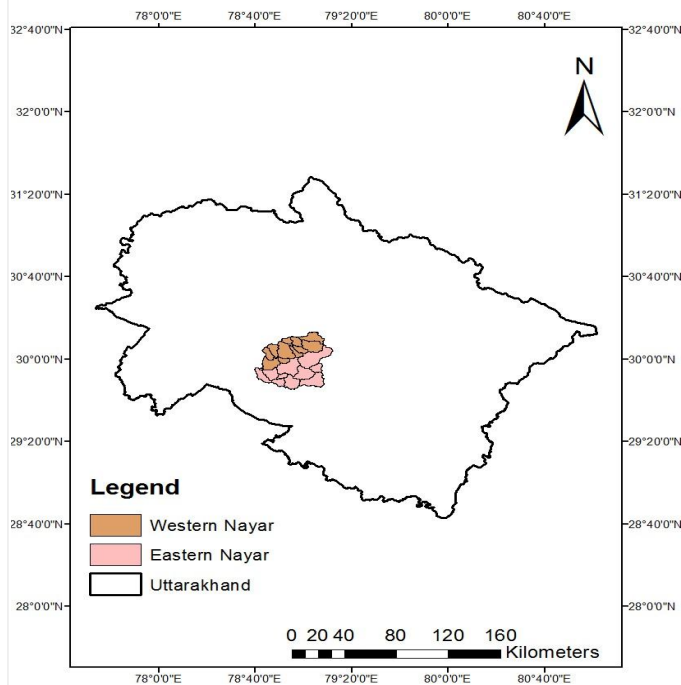 78°0'0"E 78°40'0"E 79°20'0"E 80°0'0"E 80°40'0"E
32°40'0"N 32°40'0"N
N
32°0'0"N 32°0'0"N
31°20'0"N 31°20'0"N
30°40'0"N 30°40'0"N
30°0'0"N 30°0'0"N
29°20'0"N 29°20'0"N
Legend
28°40'0"N Western Nayar 28°40'0"N
Eastern Nayar
Uttarakhand
28°0'0"N 28°0'0"N
0 20 40 80 120 160
Kilometers
78°0'0"E 78°40'0"E 79°20'0"E 80°0'0"E 80°40'0"E